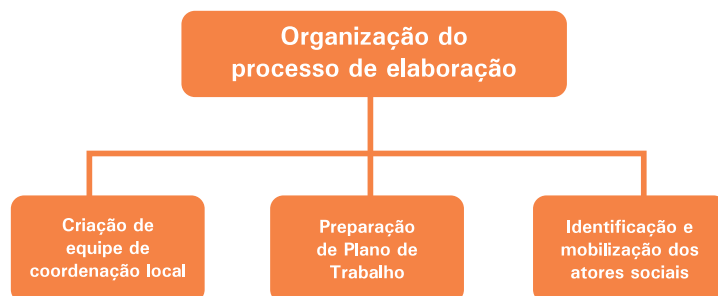 Organização do
processo de elaboração
Criação de
equipe de
coordenação local
Preparação
de Plano de
Trabalho
Identificação e
mobilização dos
atores sociais